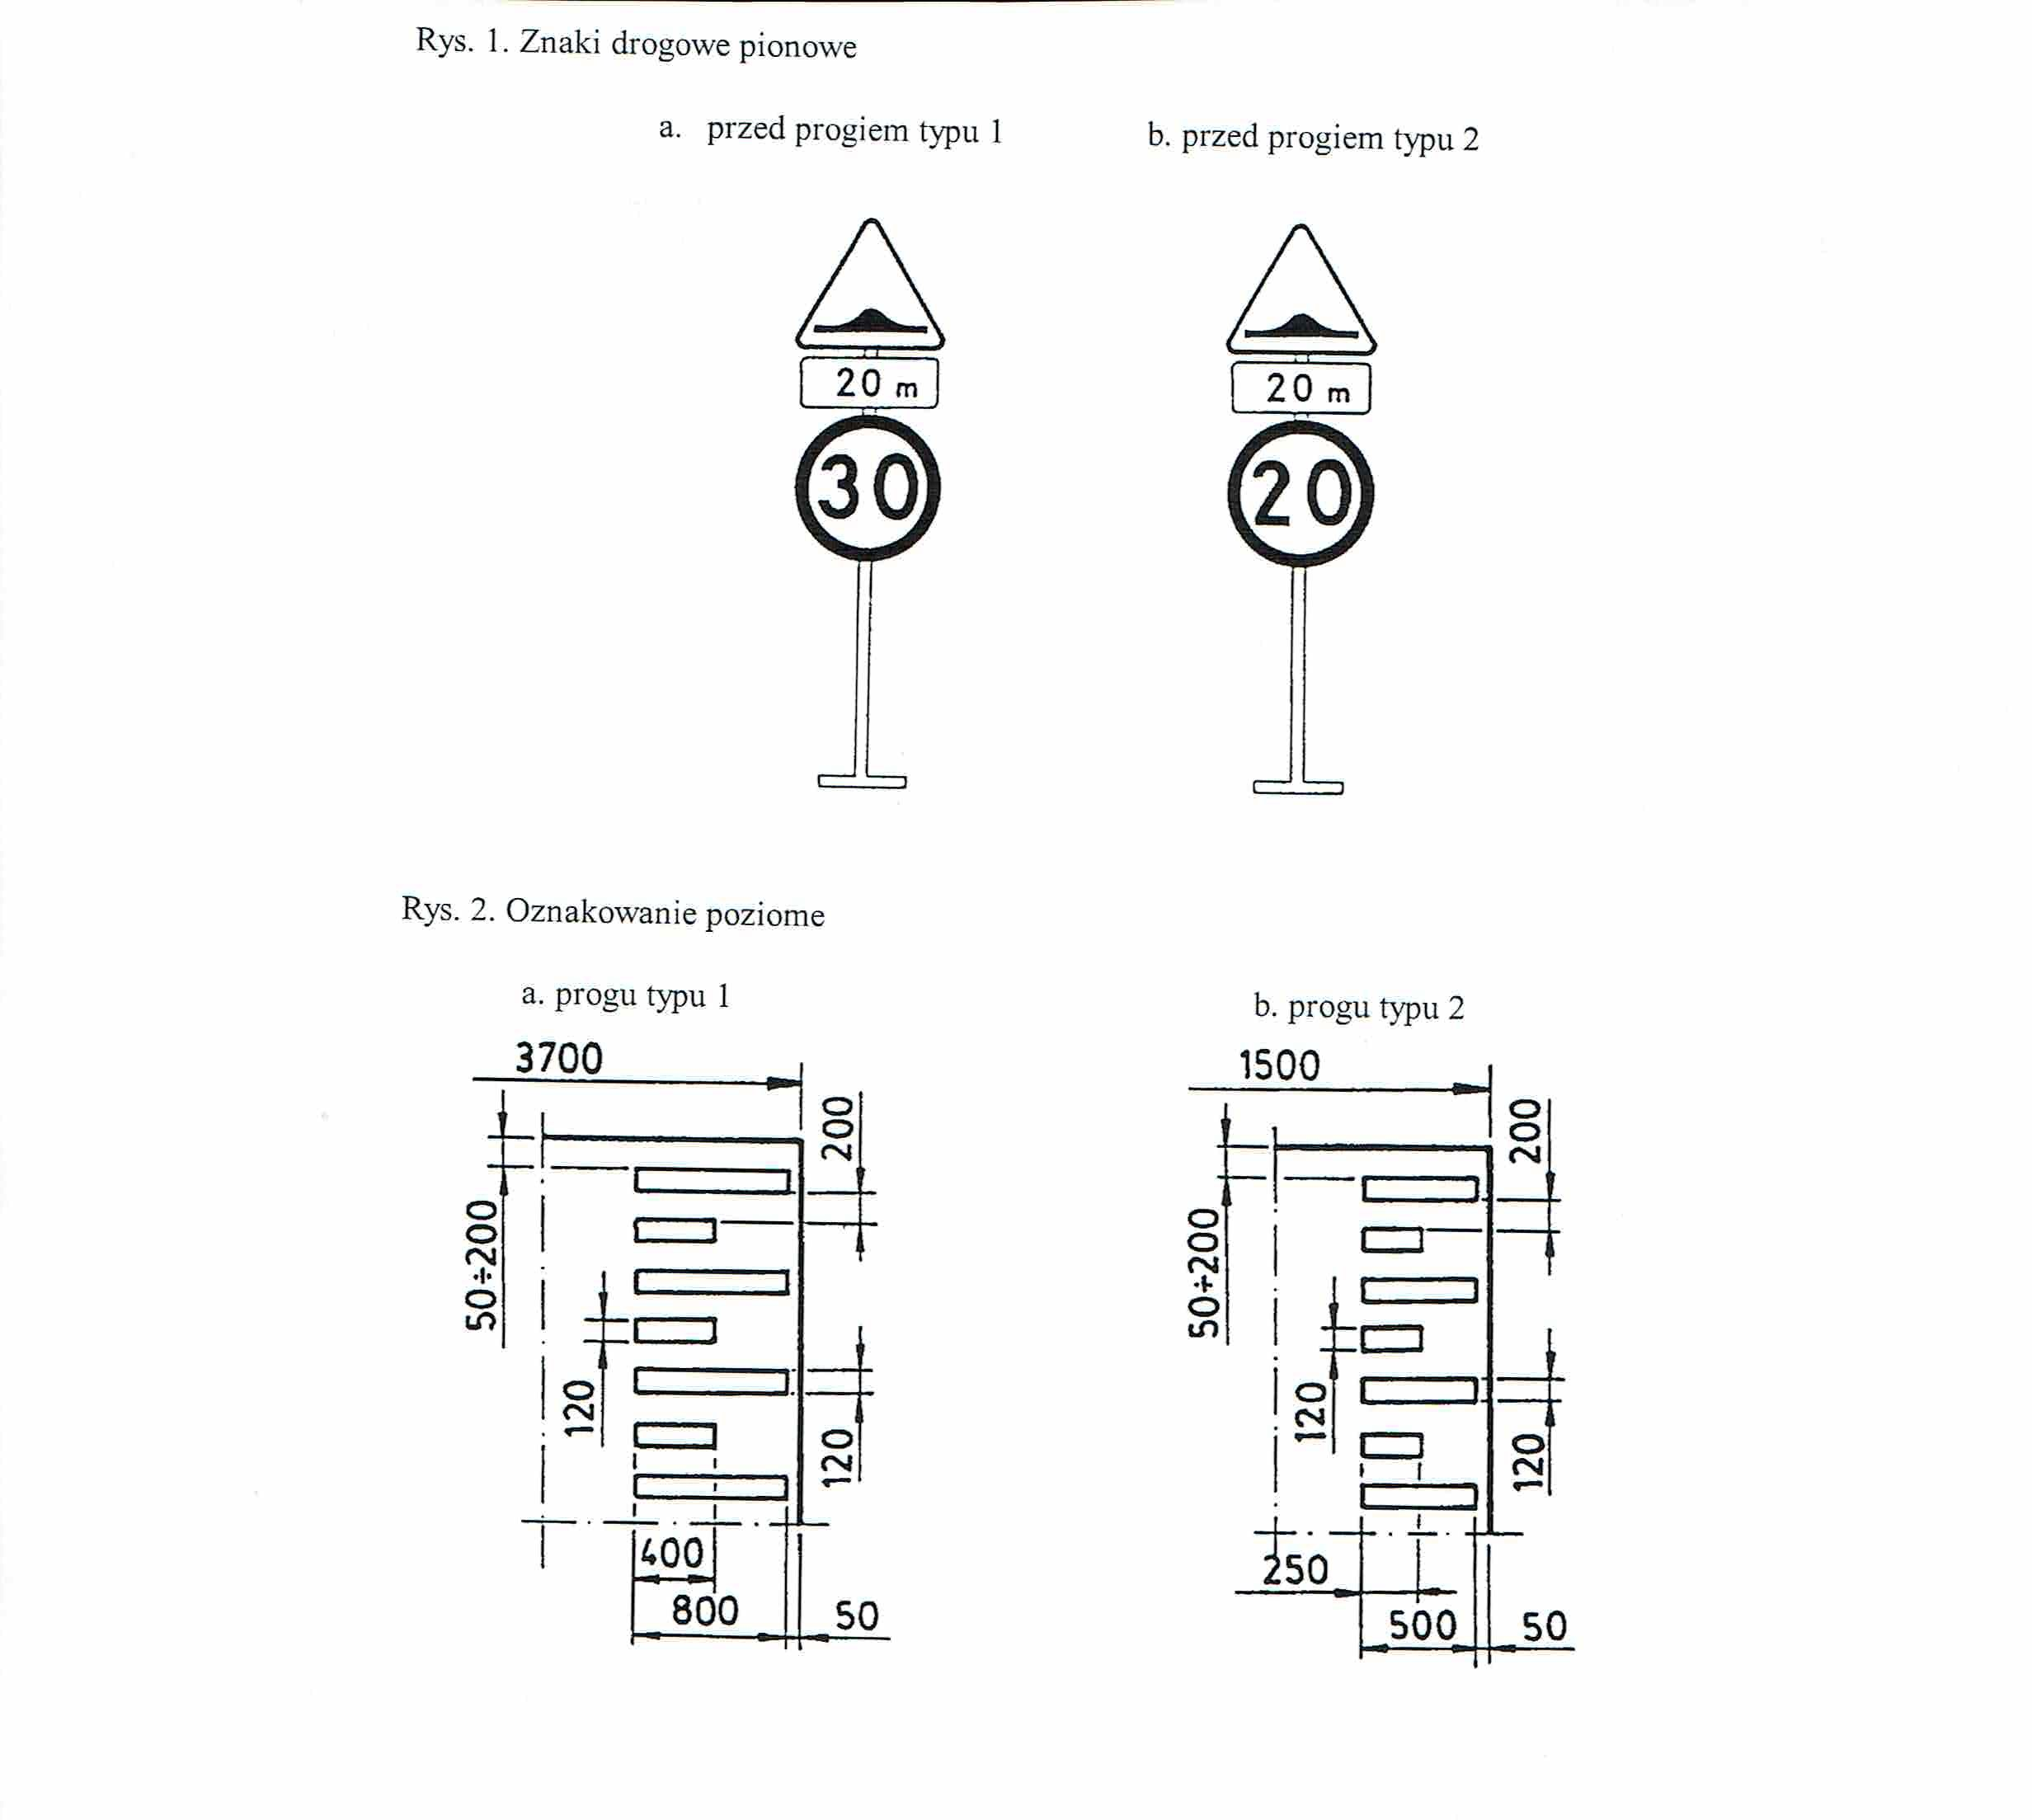 Rys. 1. Znaki drogowe pionowe
a. przed progiem typu 1
b. przed progiem typu 2
20 m
20 m
30
20
Rys. 2. Oznakowanie poziome
a. progu typu 1
b. progu typu 2
3700
200
50÷200
120
120
400
800
50
1500
200
50÷200
120
120
250
500
50